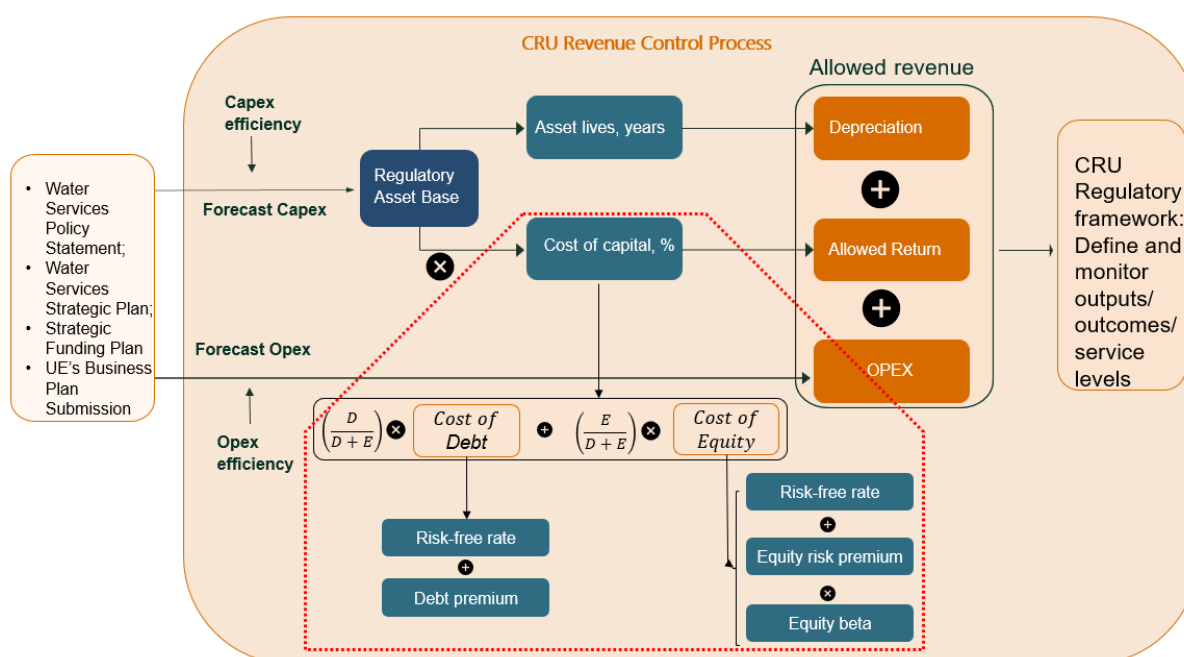 CRU Revenue Control Process
Allowed revenue
Capex
efficiency
Asset lives, years
Depreciation
Regulatory
Asset Base
Forecast Capex
• Water
Services
Policy
Statement;
• Water
Services
Strategic Plan;
• Strategic
Funding Plan
• UE's Business
Plan
Submission
+
CRU
Regulatory
framework:
Define and
monitor
outputs/
outcomes/
service
levels
×
Cost of capital, %
Allowed Return
+
Forecast Opex
OPEX
Opex
efficiency
(D/(D + E)) × Cost of Debt + (E/(D + E)) × Cost of Equity
Risk-free rate
+
Debt premium
Risk-free rate
+
Equity risk premium
×
Equity beta